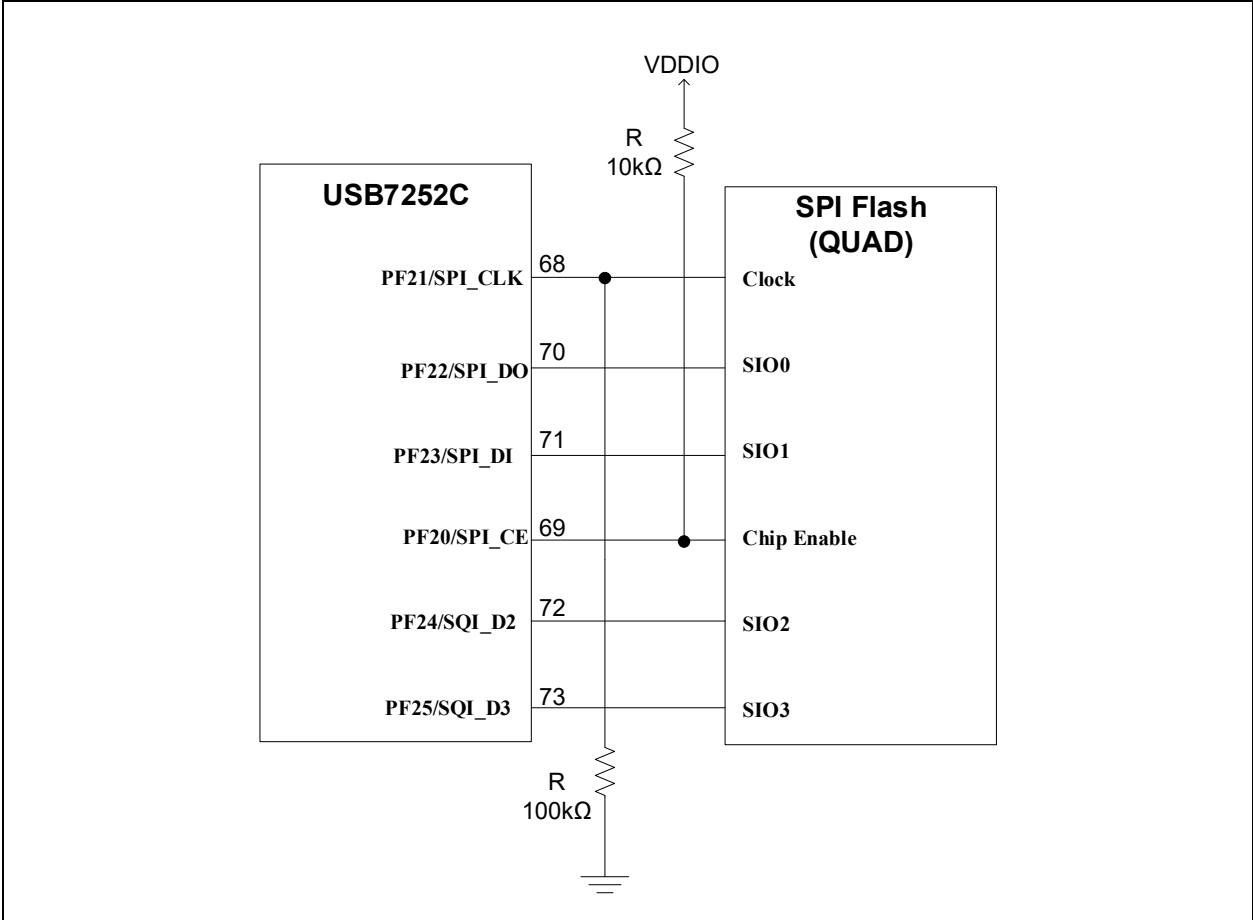 VDDIO
R
10kΩ
USB7252C
SPI Flash
(QUAD)
PF21/SPI_CLK
68
Clock
PF22/SPI_DO
70
SIO0
PF23/SPI_DI
71
SIO1
PF20/SPI_CE
69
Chip Enable
PF24/SQI_D2
72
SIO2
PF25/SQI_D3
73
SIO3
R
100kΩ